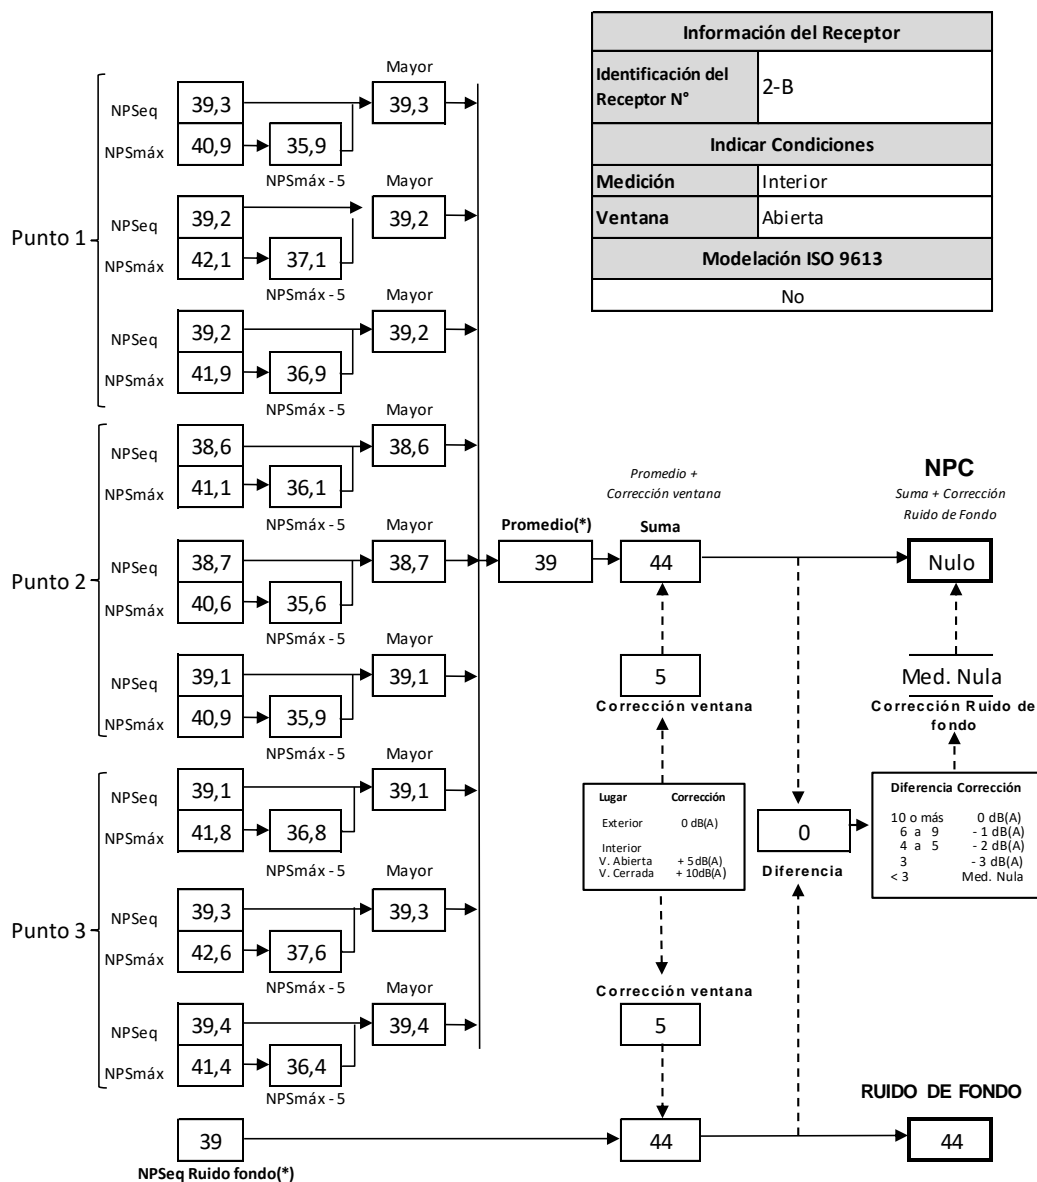 Información del Receptor
Identificación del Receptor N°
2-B
Indicar Condiciones
Medición Interior
Ventana Abierta
Modelación ISO 9613
No
Punto 1
Mayor
NPSeq 39,3 39,3
NPSmáx 40,9 35,9
NPSmáx - 5
Mayor
NPSeq 39,2 39,2
NPSmáx 42,1 37,1
NPSmáx - 5
Mayor
NPSeq 39,2 39,2
NPSmáx 41,9 36,9
NPSmáx - 5
Punto 2
Mayor
NPSeq 38,6 38,6
NPSmáx 41,1 36,1
NPSmáx - 5
Mayor
NPSeq 38,7 38,7
NPSmáx 40,6 35,6
NPSmáx - 5
Mayor
NPSeq 39,1 39,1
NPSmáx 40,9 35,9
NPSmáx - 5
Punto 3
Mayor
NPSeq 39,1 39,1
NPSmáx 41,8 36,8
NPSmáx - 5
Mayor
NPSeq 39,3 39,3
NPSmáx 42,6 37,6
NPSmáx - 5
Mayor
NPSeq 39,4 39,4
NPSmáx 41,4 36,4
NPSmáx - 5
Promedio(*)
39
Promedio +
Corrección ventana
Suma
44
NPC
Suma + Corrección
Ruido de Fondo
Nulo
5
Corrección ventana
Med. Nula
Corrección Ruido de
fondo
Lugar Corrección
Exterior 0 dB(A)
Interior
V. Abierta + 5dB(A)
V. Cerrada + 10dB(A)
0
Diferencia
Diferencia Corrección
10 o más 0 dB(A)
6 a 9 - 1 dB(A)
4 a 5 - 2 dB(A)
3 - 3 dB(A)
< 3 Med. Nula
Corrección ventana
5
RUIDO DE FONDO
39 44 44
NPSeq Ruido fondo(*)